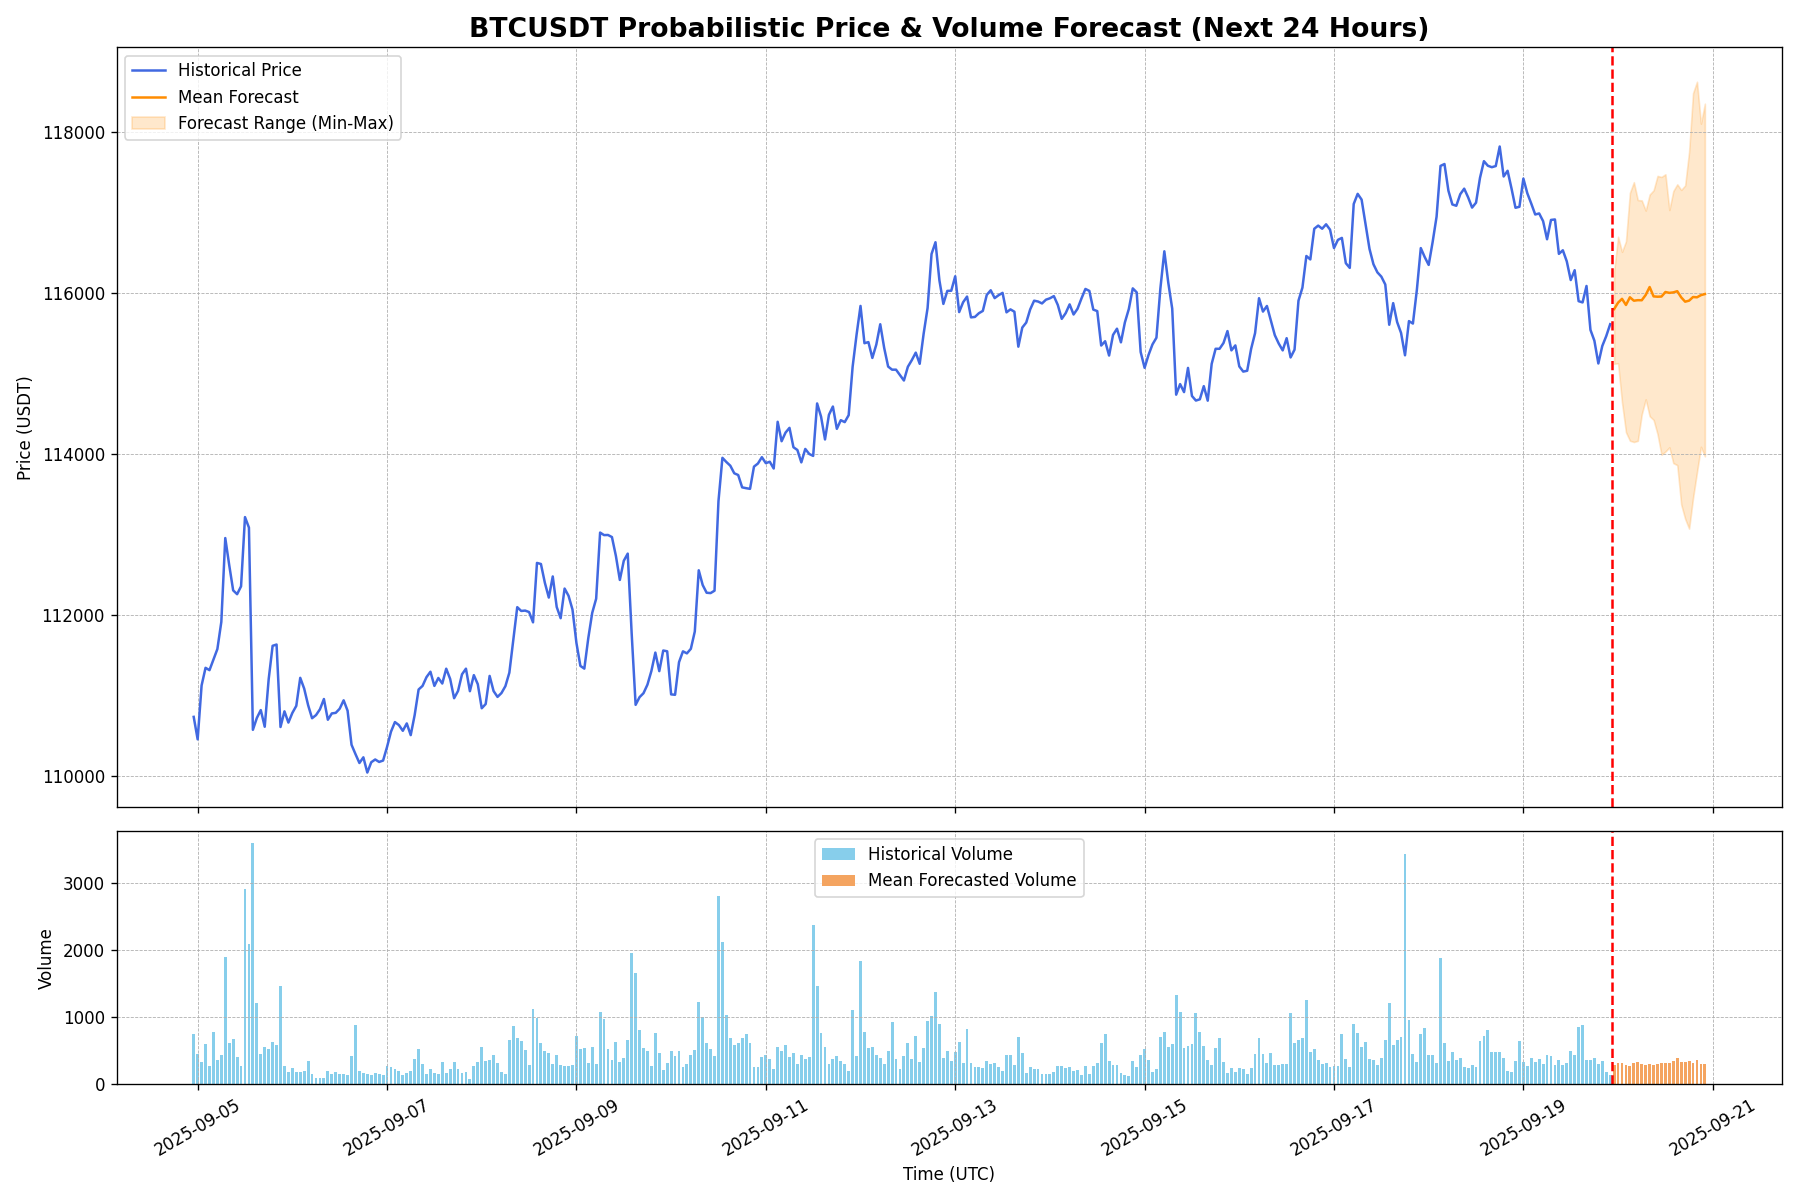 BTCUSDT Probabilistic Price & Volume Forecast (Next 24 Hours)
Historical Price
Mean Forecast
Forecast Range (Min-Max)
118000
116000
114000
112000
110000
Price (USDT)
Historical Volume
Mean Forecasted Volume
3000
2000
1000
0
Volume
2025-09-05
2025-09-07
2025-09-09
2025-09-11
2025-09-13
2025-09-15
2025-09-17
2025-09-19
2025-09-21
Time (UTC)